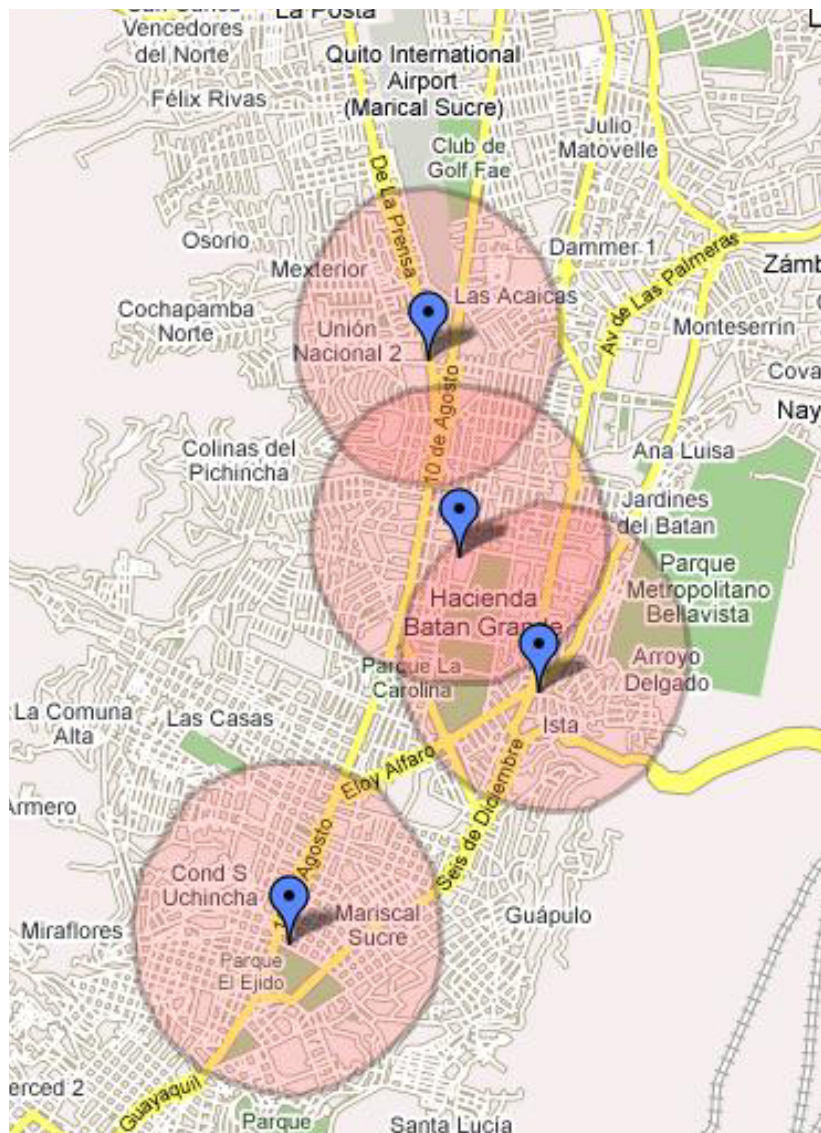 La Posta
Vencedores
del Norte
Quito International
Airport
(Marical Sucre)
Félix Rivas
Club de
Golf Fae
Julio
Matovelle
De La Prensa
Osorio
Mexterior
Dammer 1
Av de Las Palmeras
Zámb
Cochapamba
Norte
Las Acaicas
Unión
Nacional 2
Monteserrin
Cova
Nay
10 de Agosto
Colinas del
Pichincha
Ana Luisa
Jardines
del Batan
Parque
Metropolitano
Bellavista
Hacienda
Batan Grande
Parque La
Carolina
Arroyo
Delgado
La Comuna
Alta
Las Casas
Ista
Eloy Alfaro
Seis de Diciembre
Armero
Agosto
Cond S
Uchincha
Mariscal
Sucre
Guápulo
Miraflores
Parque
El Ejido
erced 2
Guayaquil
Parque
Santa Lucía